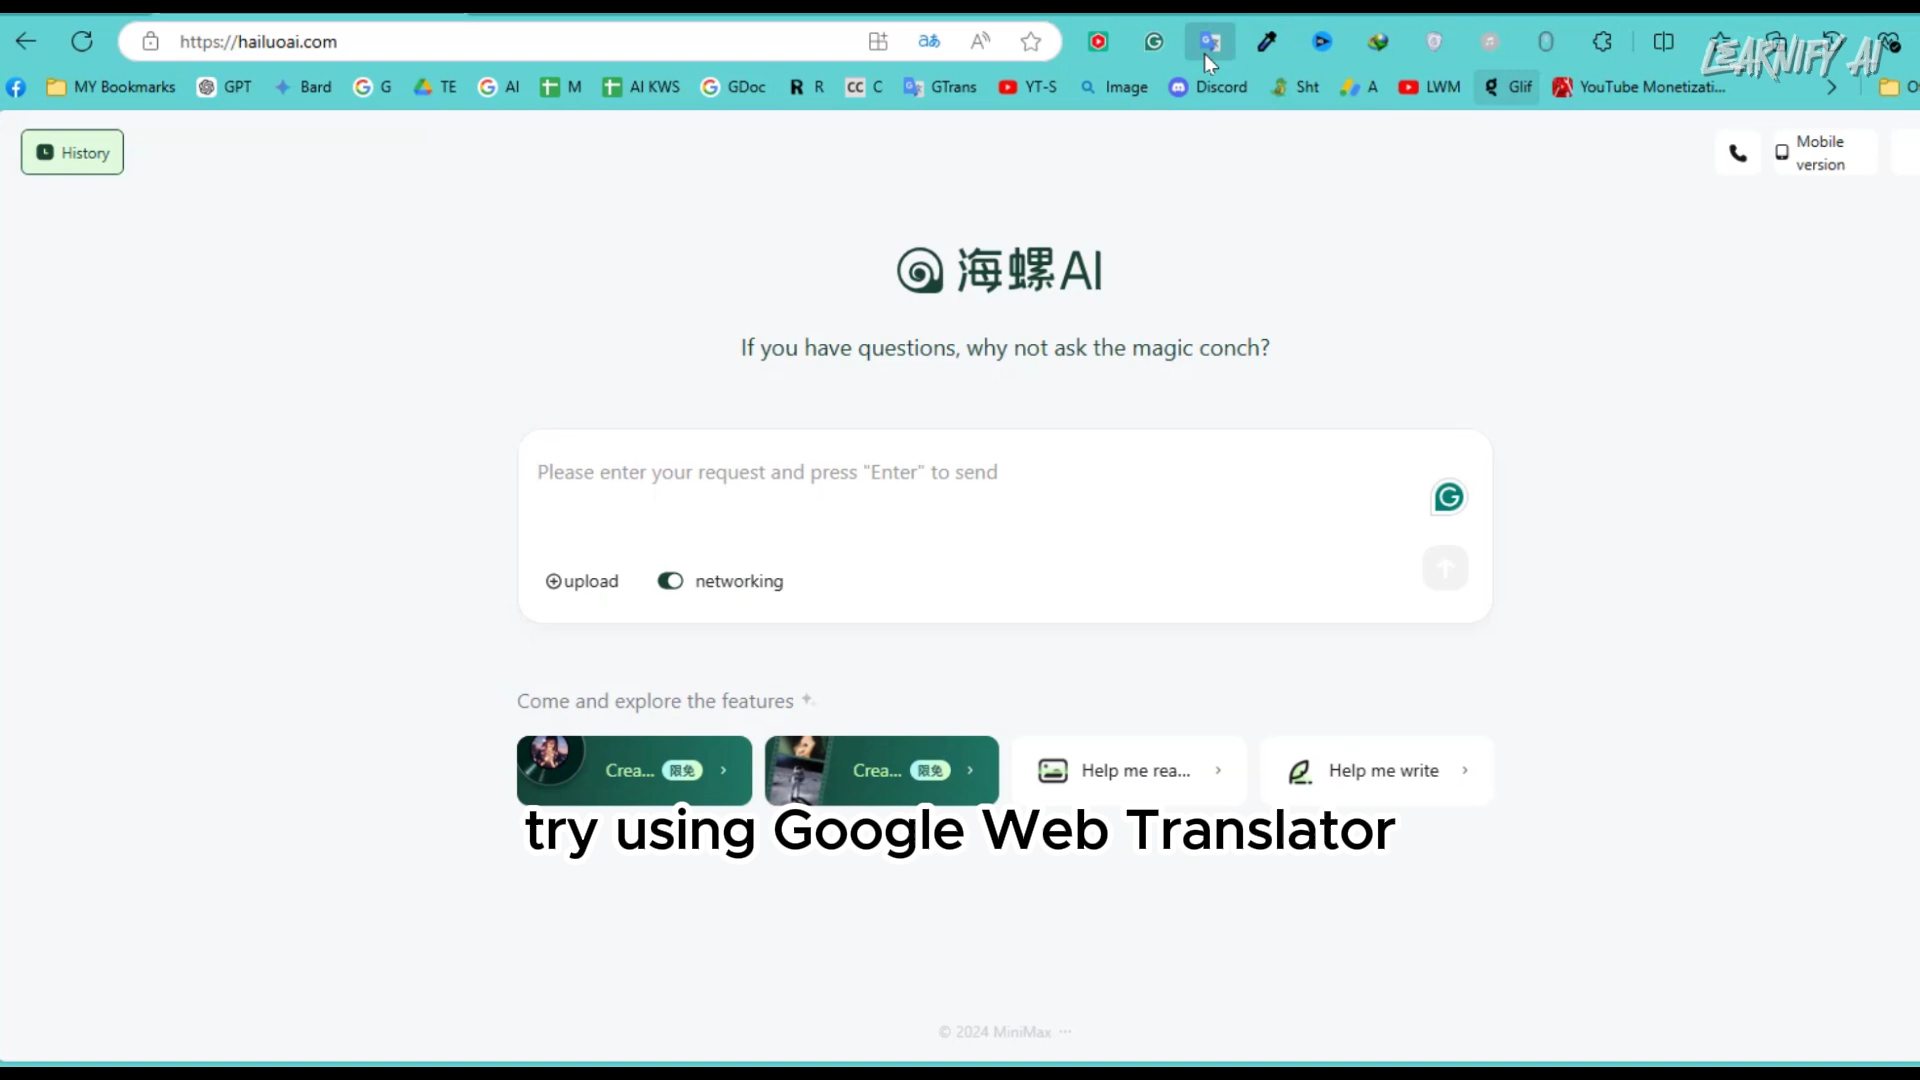 https://hailuoai.com
LEARNIFY AI
MY Bookmarks GPT Bard G TE AI M AI KWS GDoc R R CC C GTrans YT-S Image Discord Sht A LWM Glif YouTube Monetizati...
History
Mobile
version
海螺AI
If you have questions, why not ask the magic conch?
Please enter your request and press "Enter" to send
upload networking
Come and explore the features
Crea... 限免 Crea... 限免 Help me rea... Help me write
try using Google Web Translator
© 2024 MiniMax ···